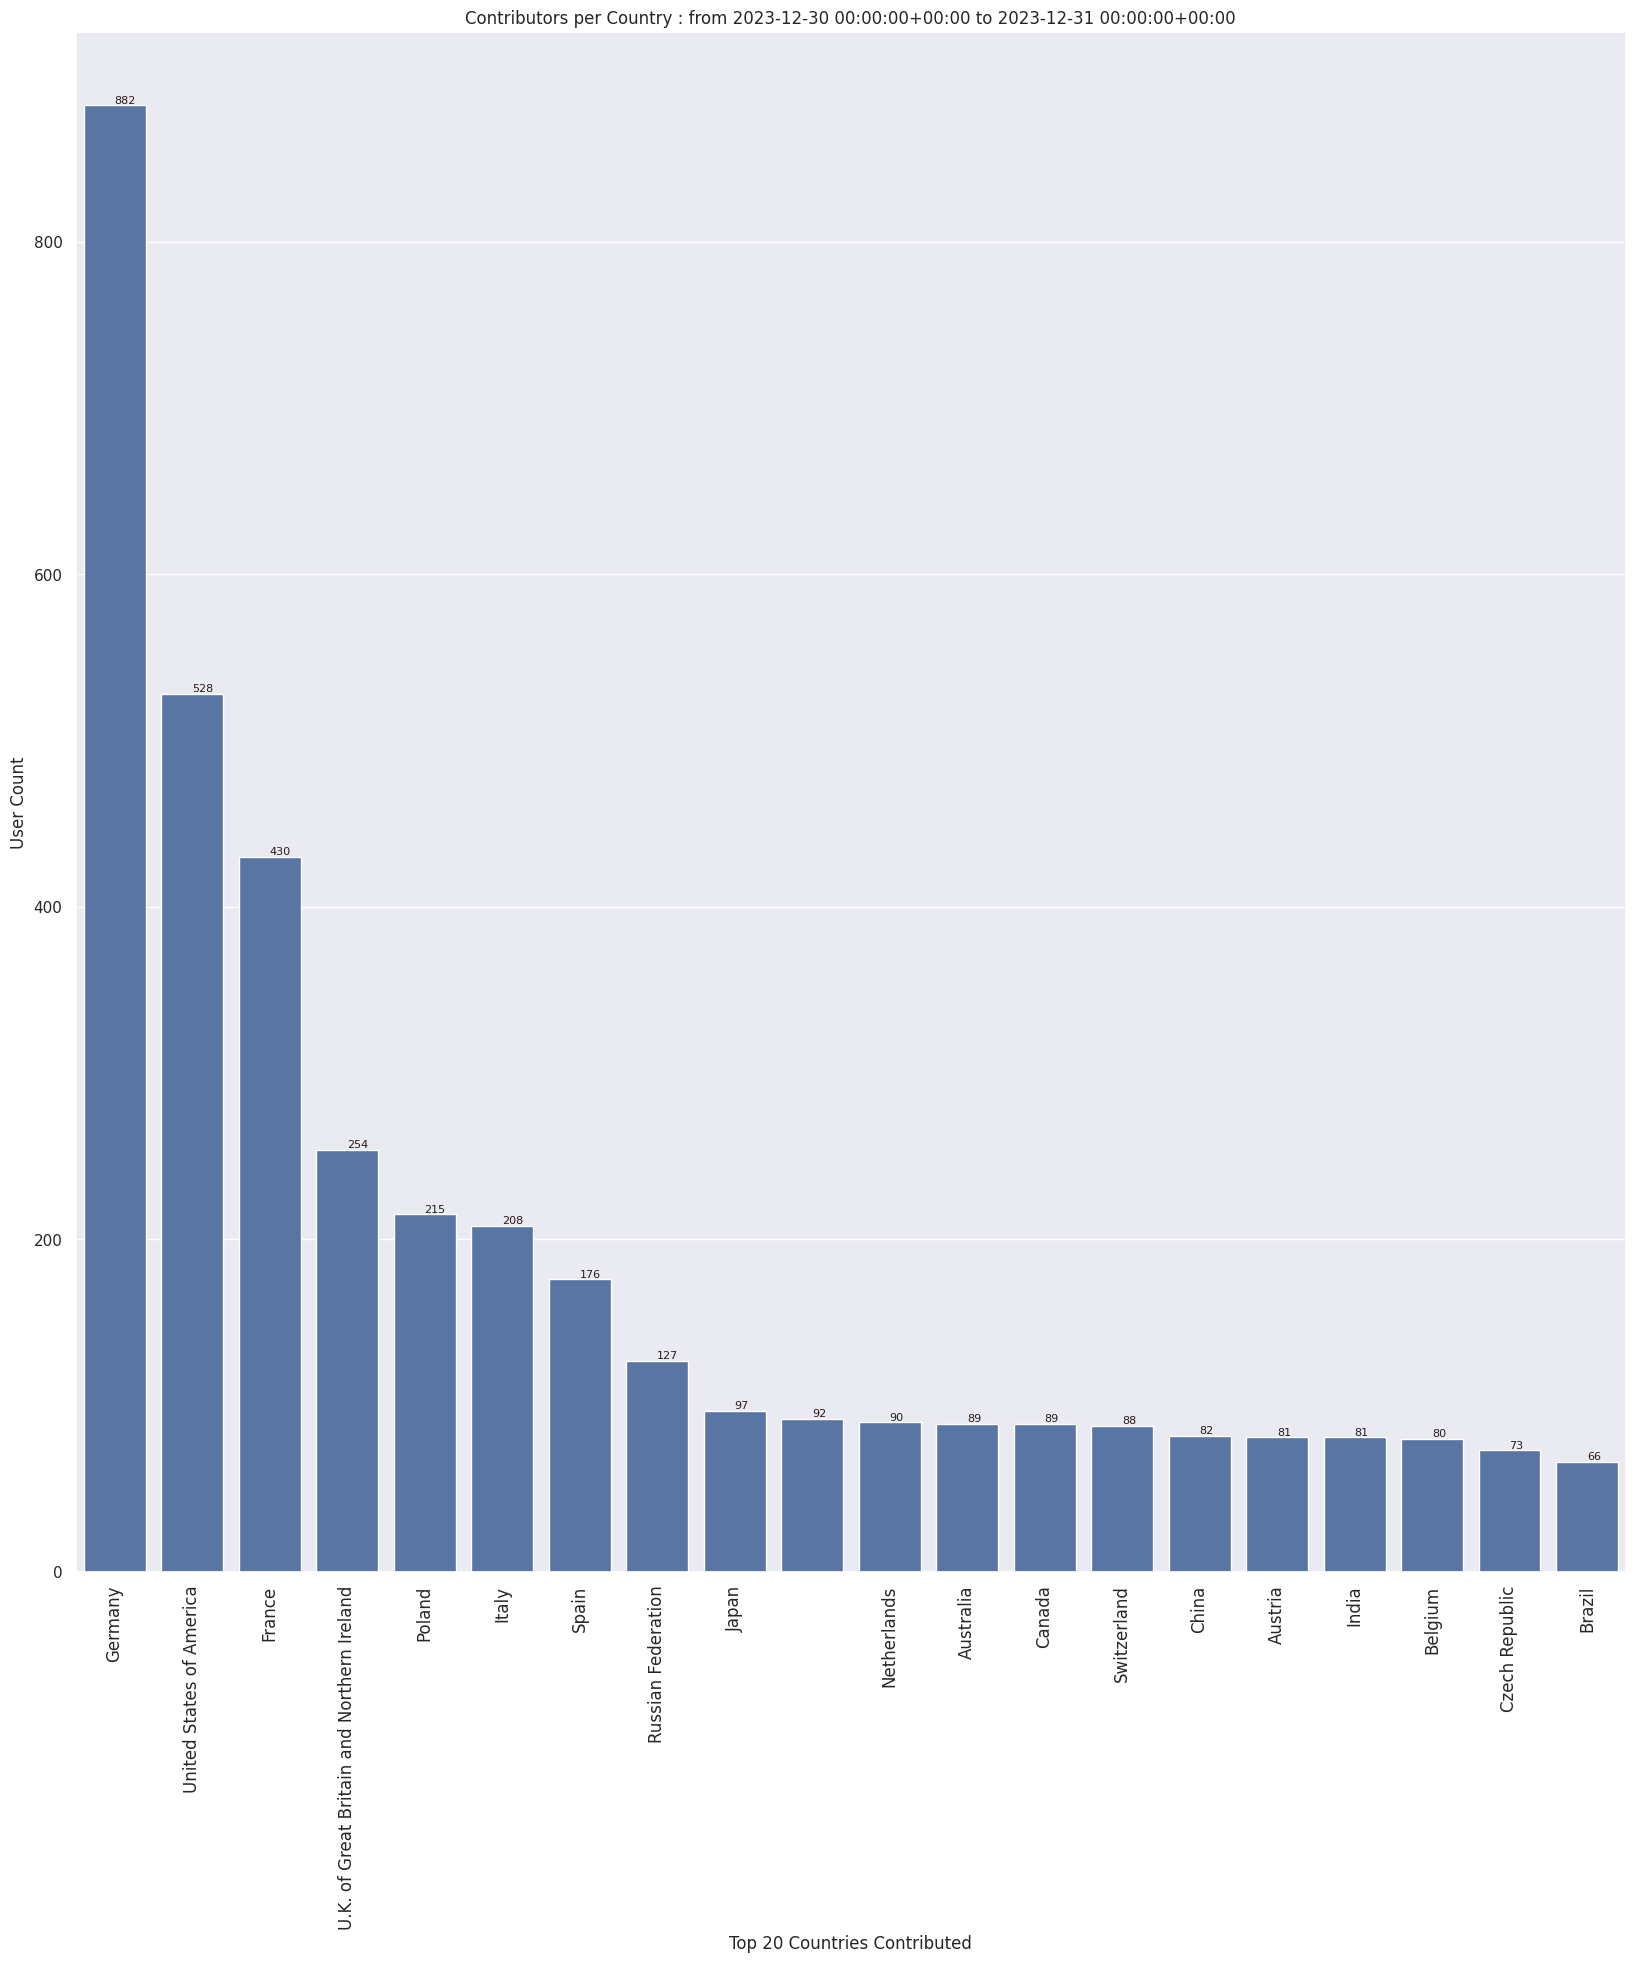 Contributors per Country : from 2023-12-30 00:00:00+00:00 to 2023-12-31 00:00:00+00:00
User Count
800
600
400
200
0
882
528
430
254
215
208
176
127
97
92
90
89
89
88
82
81
81
80
73
66
Germany
United States of America
France
U.K. of Great Britain and Northern Ireland
Poland
Italy
Spain
Russian Federation
Japan
Netherlands
Australia
Canada
Switzerland
China
Austria
India
Belgium
Czech Republic
Brazil
Top 20 Countries Contributed